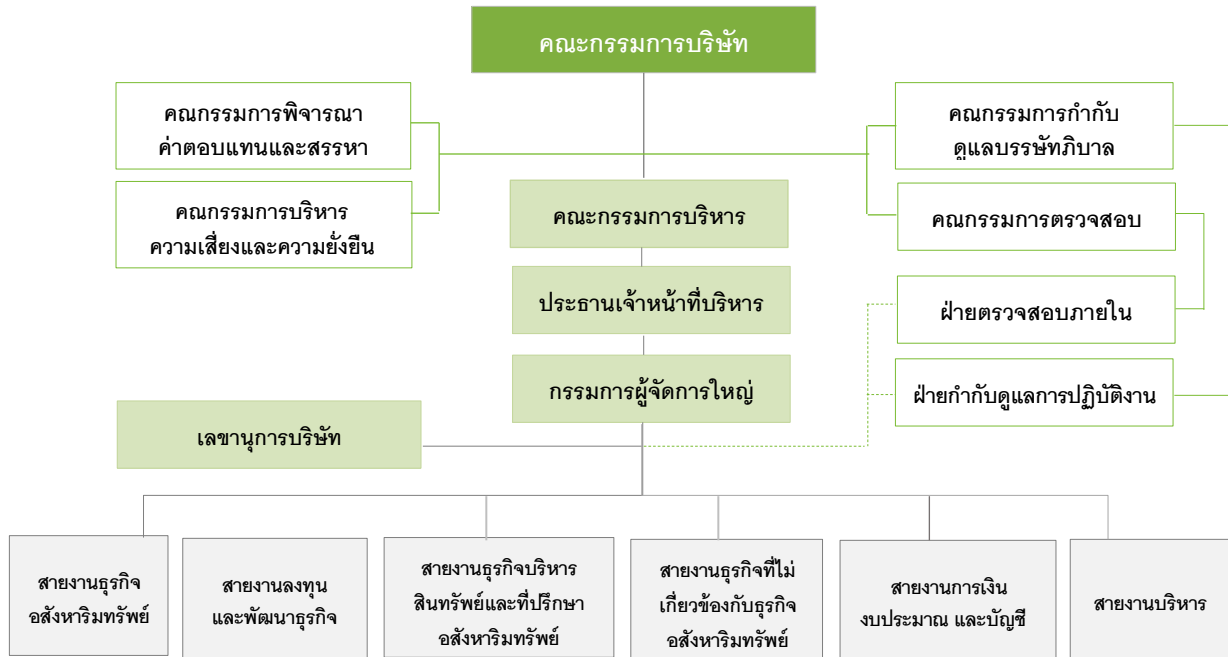 คณะกรรมการบริษัท
คณกรรมการพิจารณา
ค่าตอบแทนและสรรหา
คณกรรมการกำกับ
ดูแลบรรษัทภิบาล
คณกรรมการบริหาร
ความเสี่ยงและความยั่งยืน
คณะกรรมการบริหาร
คณกรรมการตรวจสอบ
ประธานเจ้าหน้าที่บริหาร
ฝ่ายตรวจสอบภายใน
กรรมการผู้จัดการใหญ่
ฝ่ายกำกับดูแลการปฏิบัติงาน
เลขานุการบริษัท
สายงานธุรกิจ
อสังหาริมทรัพย์
สายงานลงทุน
และพัฒนาธุรกิจ
สายงานธุรกิจบริหาร
สินทรัพย์และที่ปรึกษา
อสังหาริมทรัพย์
สายงานธุรกิจที่ไม่
เกี่ยวข้องกับธุรกิจ
อสังหาริมทรัพย์
สายงานการเงิน
งบประมาณ และบัญชี
สายงานบริหาร